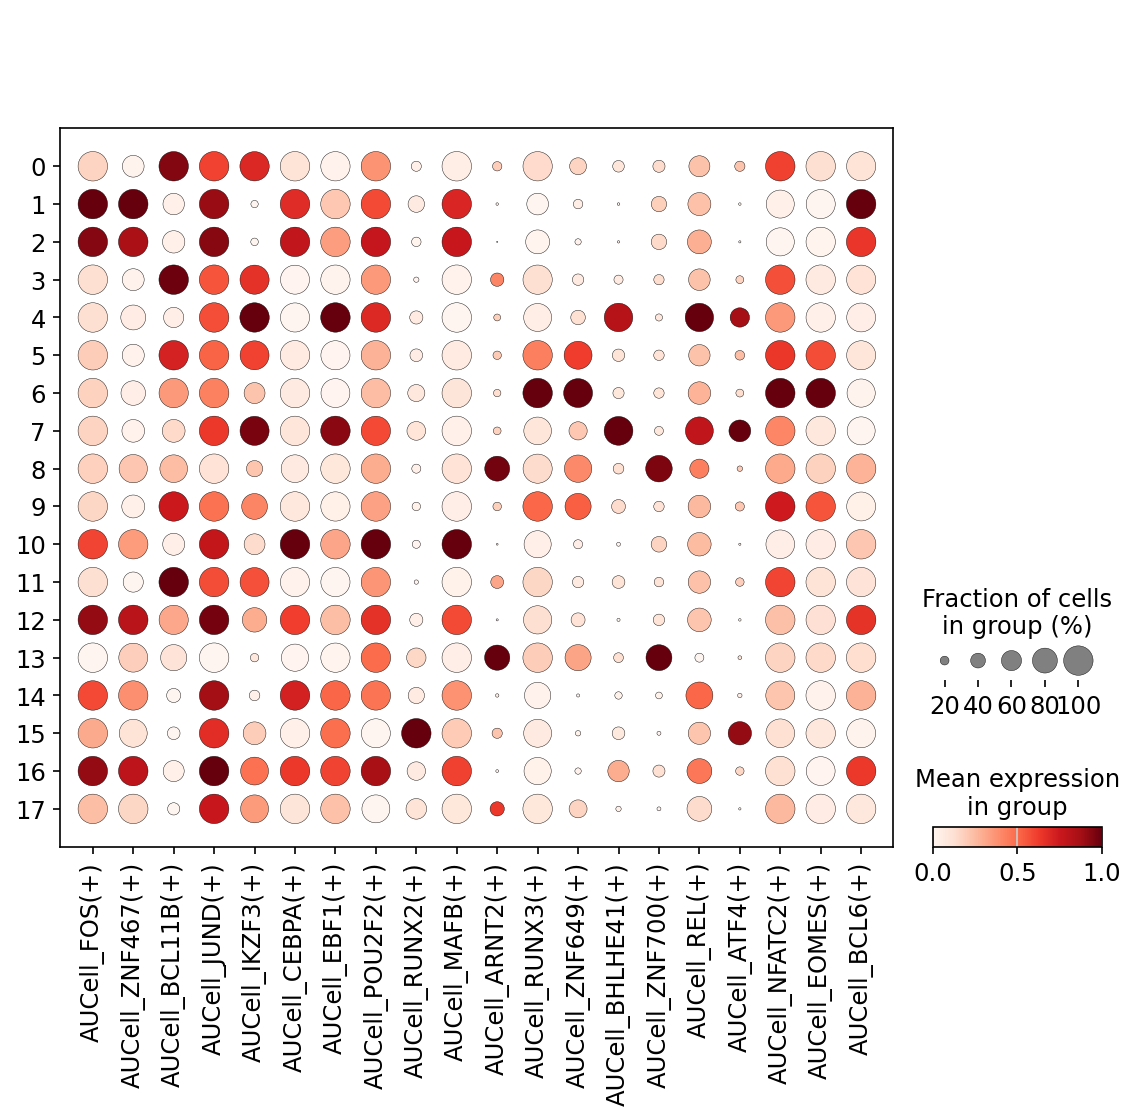 0
1
2
3
4
5
6
7
8
9
10
11
12
13
14
15
16
17
AUCell_FOS(+)
AUCell_ZNF467(+)
AUCell_BCL11B(+)
AUCell_JUND(+)
AUCell_IKZF3(+)
AUCell_CEBPA(+)
AUCell_EBF1(+)
AUCell_POU2F2(+)
AUCell_RUNX2(+)
AUCell_MAFB(+)
AUCell_ARNT2(+)
AUCell_RUNX3(+)
AUCell_ZNF649(+)
AUCell_BHLHE41(+)
AUCell_ZNF700(+)
AUCell_REL(+)
AUCell_ATF4(+)
AUCell_NFATC2(+)
AUCell_EOMES(+)
AUCell_BCL6(+)
Fraction of cells
in group (%)
20 40 60 80 100
Mean expression
in group
0.0 0.5 1.0